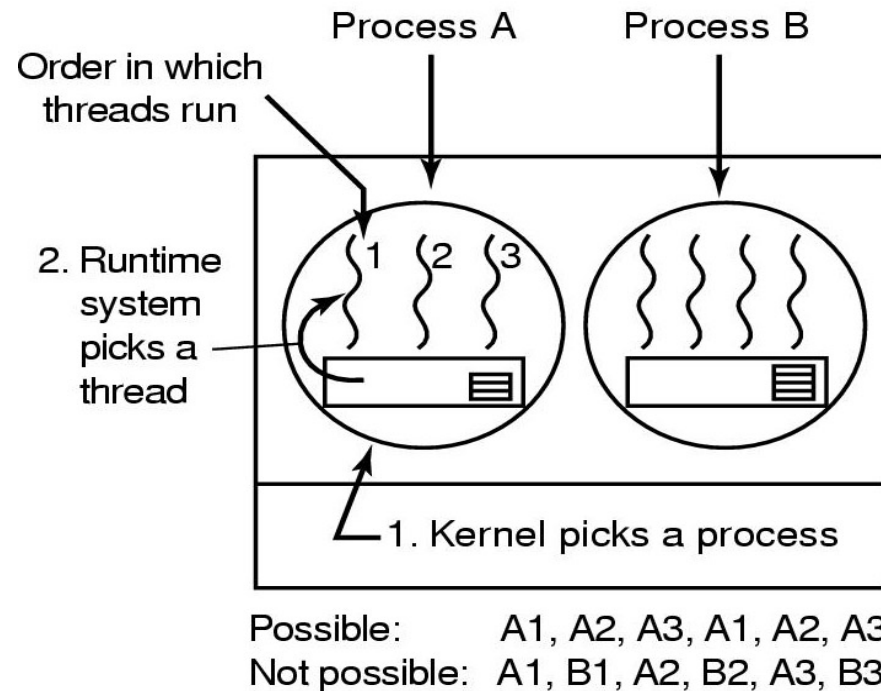 Process A
Process B
Order in which
threads run
1
2
3
2. Runtime
system
picks a
thread
1. Kernel picks a process
Possible: A1, A2, A3, A1, A2, A3
Not possible: A1, B1, A2, B2, A3, B3